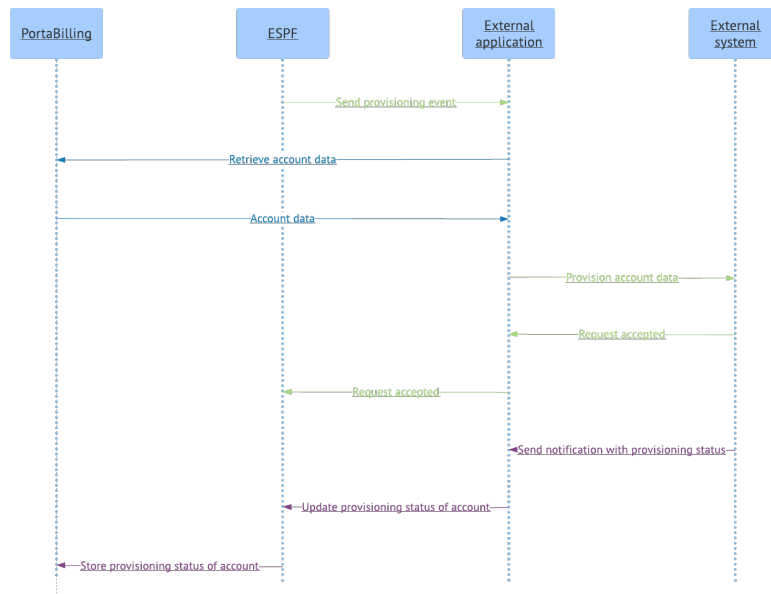 PortaBilling
ESPF
External
application
External
system
Send provisioning event
Retrieve account data
Account data
Provision account data
Request accepted
Request accepted
Send notification with provisioning status
Update provisioning status of account
Store provisioning status of account